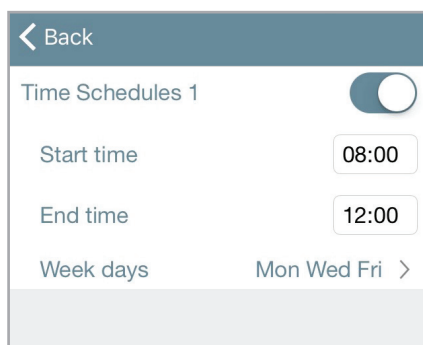 Back
Time Schedules 1
Start time 08:00
End time 12:00
Week days Mon Wed Fri